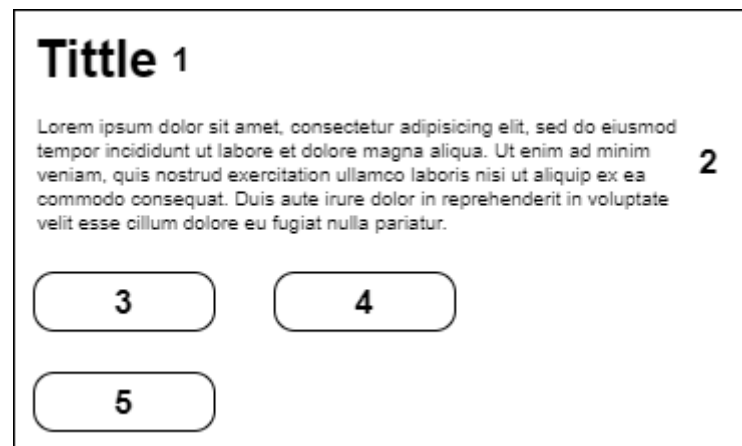 Tittle 1
Lorem ipsum dolor sit amet, consectetur adipisicing elit, sed do eiusmod
tempor incididunt ut labore et dolore magna aliqua. Ut enim ad minim
veniam, quis nostrud exercitation ullamco laboris nisi ut aliquip ex ea
commodo consequat. Duis aute irure dolor in reprehenderit in voluptate
velit esse cillum dolore eu fugiat nulla pariatur.
2
3 4
5